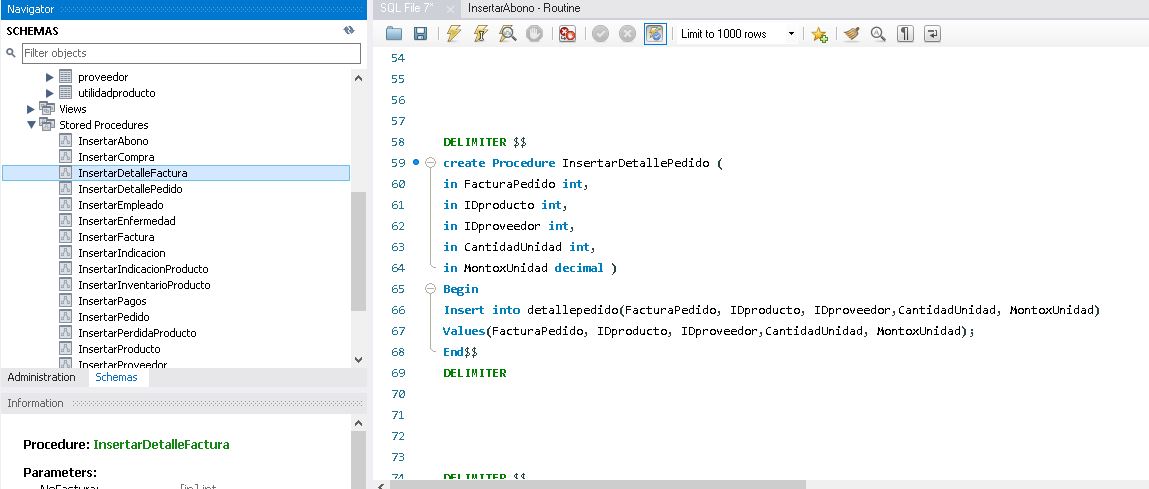 Navigator
SCHEMAS
Filter objects
proveedor
utilidadproducto
Views
Stored Procedures
InsertarAbono
InsertarCompra
InsertarDetalleFactura
InsertarDetallePedido
InsertarEmpleado
InsertarEnfermedad
InsertarFactura
InsertarIndicacion
InsertarIndicacionProducto
InsertarInventarioProducto
InsertarPagos
InsertarPedido
InsertarPerdidaProducto
InsertarProducto
InsertarProveedor
Administration Schemas
Information
Procedure: InsertarDetalleFactura
Parameters:
NoFactura: [in] int
SQL File 7* InsertarAbono - Routine
Limit to 1000 rows
54
55
56
57
58 DELIMITER $$
59 create Procedure InsertarDetallePedido (
60 in FacturaPedido int,
61 in IDproducto int,
62 in IDproveedor int,
63 in CantidadUnidad int,
64 in MontoxUnidad decimal )
65 Begin
66 Insert into detallepedido(FacturaPedido, IDproducto, IDproveedor,CantidadUnidad, MontoxUnidad)
67 Values(FacturaPedido, IDproducto, IDproveedor,CantidadUnidad, MontoxUnidad);
68 End$$
69 DELIMITER
70
71
72
73
74 DELIMITER $$